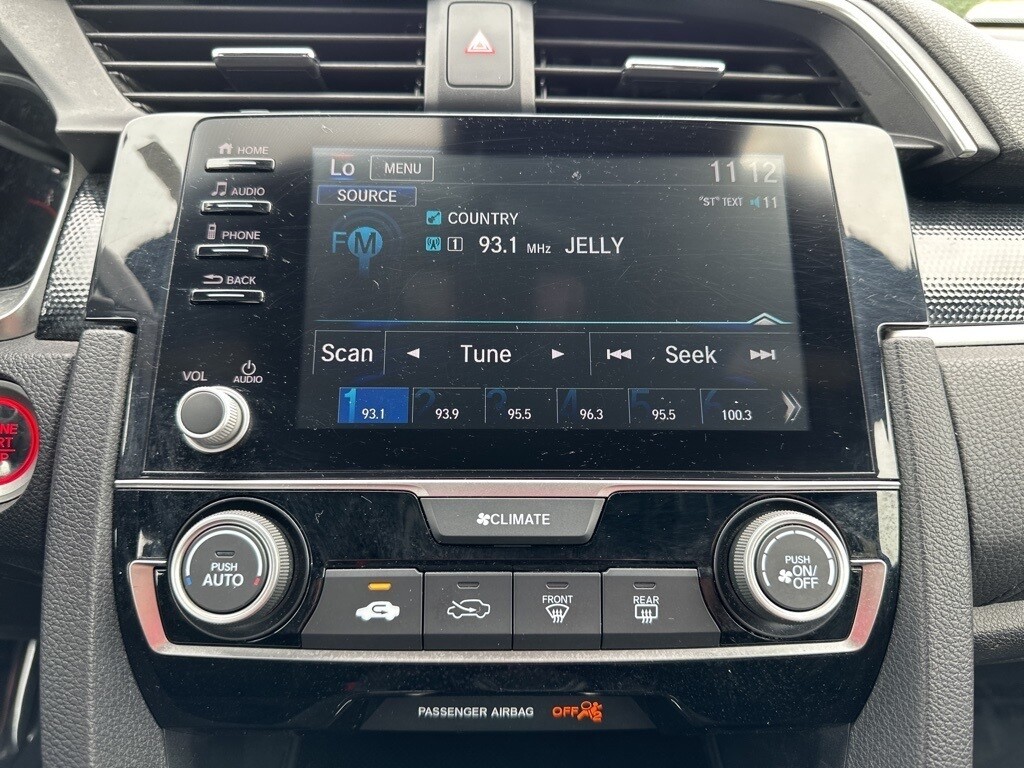 HOME
AUDIO
PHONE
BACK
VOL
AUDIO
Lo MENU 11 12
SOURCE "ST" TEXT 11
COUNTRY
FM 1 93.1 MHz JELLY
Scan Tune Seek
1 93.1 2 93.9 3 95.5 4 96.3 5 95.5 6 100.3
CLIMATE
PUSH
AUTO
FRONT
REAR
PUSH
ON/
OFF
PASSENGER AIRBAG OFF 2